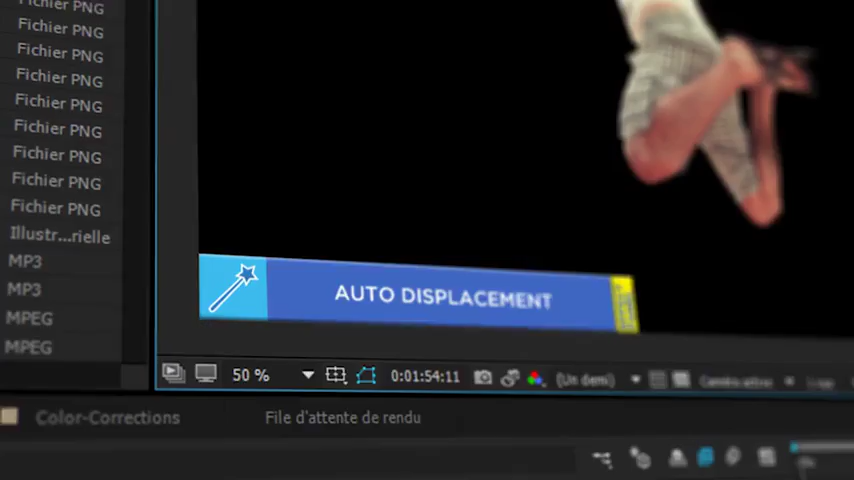 Fichier PNG
Fichier PNG
Fichier PNG
Fichier PNG
Fichier PNG
Fichier PNG
Fichier PNG
Fichier PNG
Fichier PNG
Illustr...rielle
MP3
MP3
MPEG
MPEG
AUTO DISPLACEMENT
50 %
0:01:54:11
(Un demi)
Caméra active
Color-Corrections
File d'attente de rendu